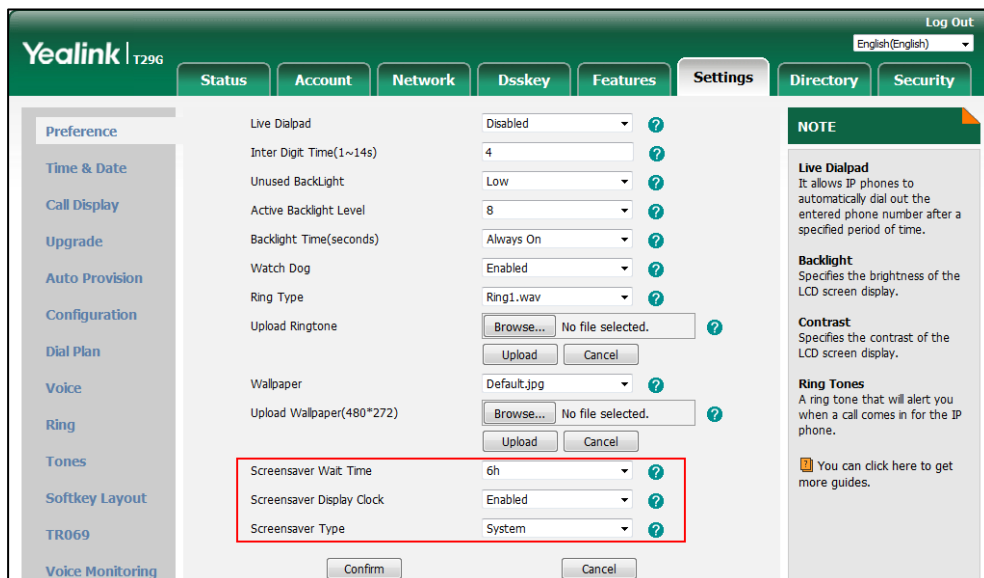 Log Out
Yealink | T29G
English(English)
Status Account Network Dsskey Features Settings Directory Security
Preference
Time & Date
Call Display
Upgrade
Auto Provision
Configuration
Dial Plan
Voice
Ring
Tones
Softkey Layout
TR069
Voice Monitoring
Live Dialpad Disabled ?
Inter Digit Time(1~14s) 4 ?
Unused BackLight Low ?
Active Backlight Level 8 ?
Backlight Time(seconds) Always On ?
Watch Dog Enabled ?
Ring Type Ring1.wav ?
Upload Ringtone Browse... No file selected. ?
Upload Cancel
Wallpaper Default.jpg ?
Upload Wallpaper(480*272) Browse... No file selected. ?
Upload Cancel
Screensaver Wait Time 6h ?
Screensaver Display Clock Enabled ?
Screensaver Type System ?
Confirm Cancel
NOTE
Live Dialpad
It allows IP phones to
automatically dial out the
entered phone number after a
specified period of time.
Backlight
Specifies the brightness of the
LCD screen display.
Contrast
Specifies the contrast of the
LCD screen display.
Ring Tones
A ring tone that will alert you
when a call comes in for the IP
phone.
? You can click here to get
more guides.